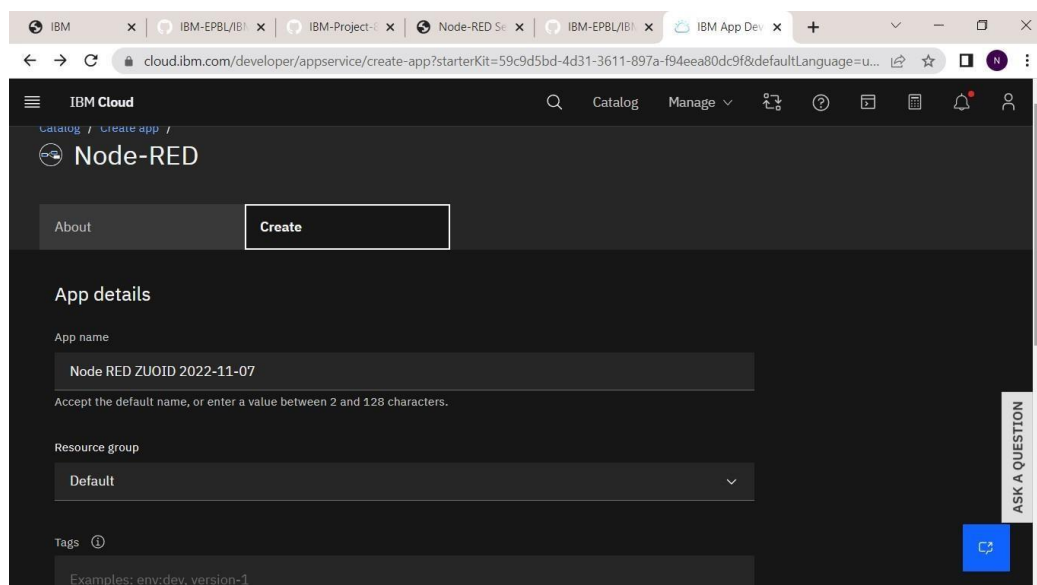 IBM
IBM-EPBL/IBM
IBM-Project-8
Node-RED Se
IBM-EPBL/IBM
IBM App Dev
cloud.ibm.com/developer/appservice/create-app?starterKit=59c9d5bd-4d31-3611-897a-f94eea80dc9f&defaultLanguage=u...
N
IBM Cloud
Catalog
Manage
Catalog / Create app /
Node-RED
About
Create
App details
App name
Node RED ZUOID 2022-11-07
Accept the default name, or enter a value between 2 and 128 characters.
Resource group
Default
ASK A QUESTION
Tags
Examples: env:dev, version-1